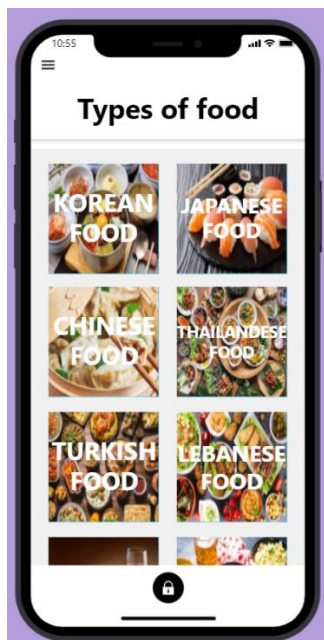 10:55
Types of food
KOREAN
FOOD
JAPANESE
FOOD
CHINESE
FOOD
THAILANDESE
FOOD
TURKISH
FOOD
LEBANESE
FOOD